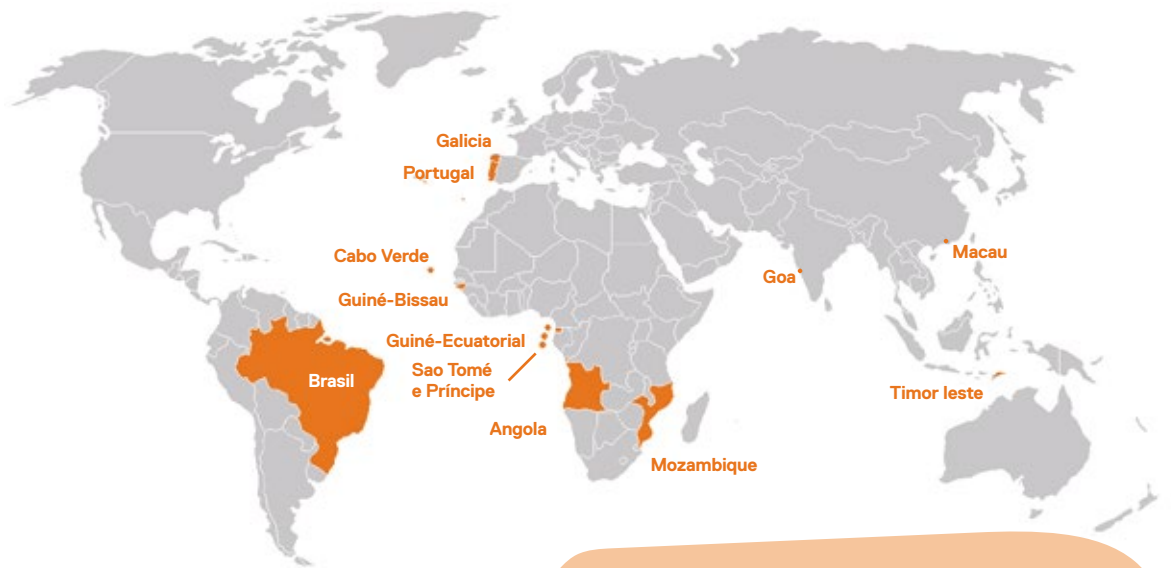 Galicia
Portugal
Cabo Verde
Macau
Goa
Guiné-Bissau
Guiné-Ecuatorial
Sao Tomé
e Príncipe
Brasil
Timor leste
Angola
Mozambique